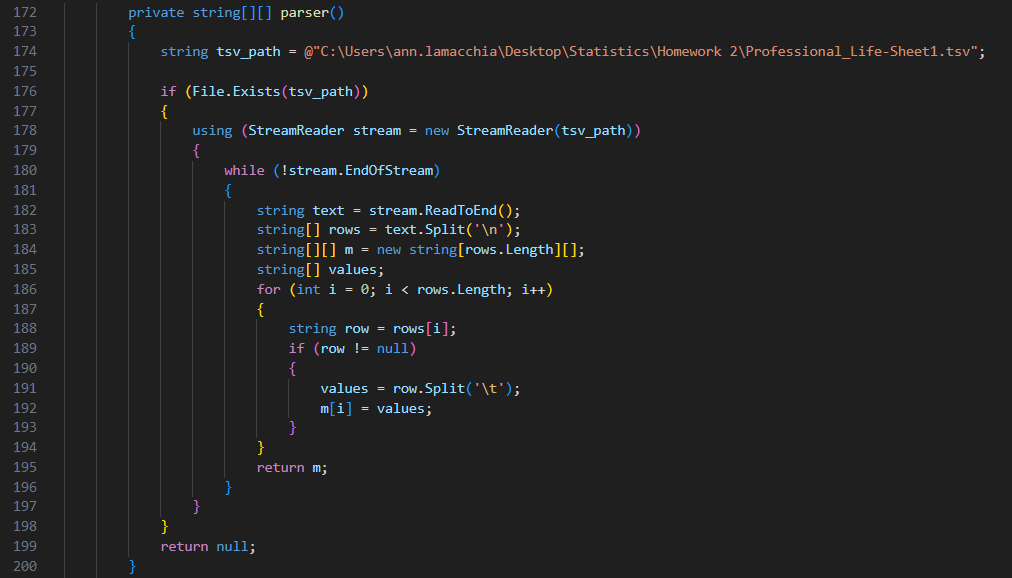 172 private string[][] parser()
173 {
174 string tsv_path = @"C:\Users\ann.lamacchia\Desktop\Statistics\Homework 2\Professional_Life-Sheet1.tsv";
175
176 if (File.Exists(tsv_path))
177 {
178 using (StreamReader stream = new StreamReader(tsv_path))
179 {
180 while (!stream.EndOfStream)
181 {
182 string text = stream.ReadToEnd();
183 string[] rows = text.Split('\n');
184 string[][] m = new string[rows.Length][];
185 string[] values;
186 for (int i = 0; i < rows.Length; i++)
187 {
188 string row = rows[i];
189 if (row != null)
190 {
191 values = row.Split('\t');
192 m[i] = values;
193 }
194 }
195 return m;
196 }
197 }
198 }
199 return null;
200 }